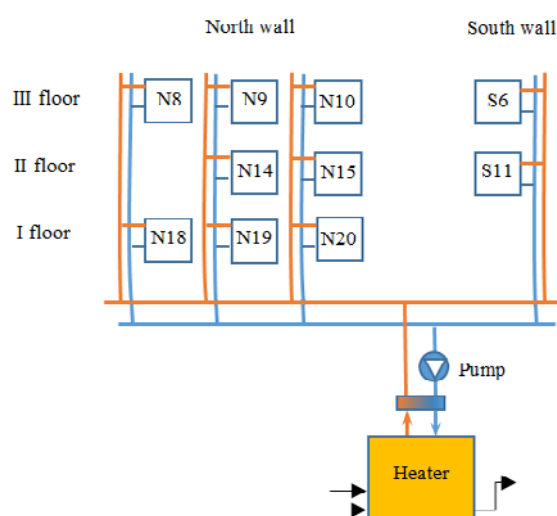 North wall
South wall
III floor
N8
N9
N10
S6
II floor
N14
N15
S11
I floor
N18
N19
N20
Pump
Heater